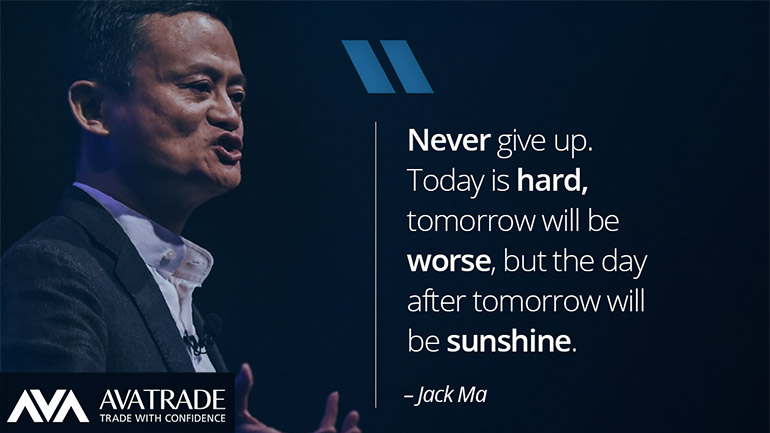 Never give up.
Today is hard,
tomorrow will be
worse, but the day
after tomorrow will
be sunshine.
– Jack Ma
AVA AVATRADE
TRADE WITH CONFIDENCE